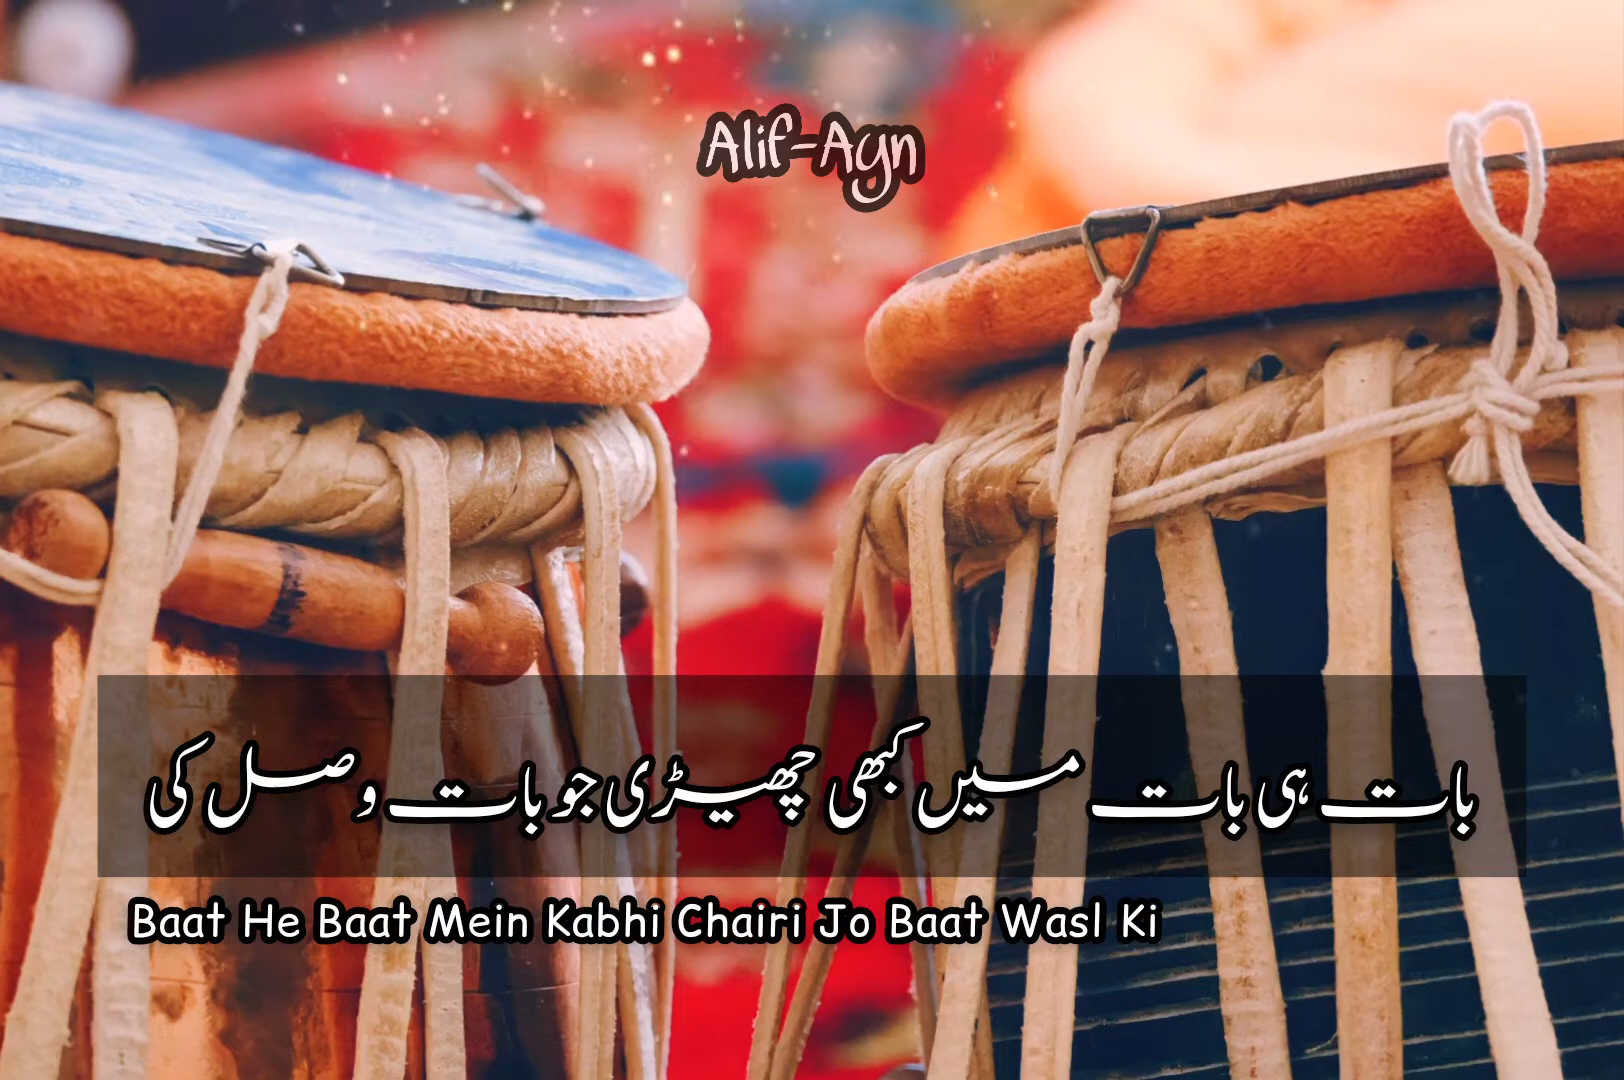 Alif-Agn
بات ہی بات میں کبھی چھیڑی جو بات وصل کی
Baat He Baat Mein Kabhi Chairi Jo Baat Wasl Ki